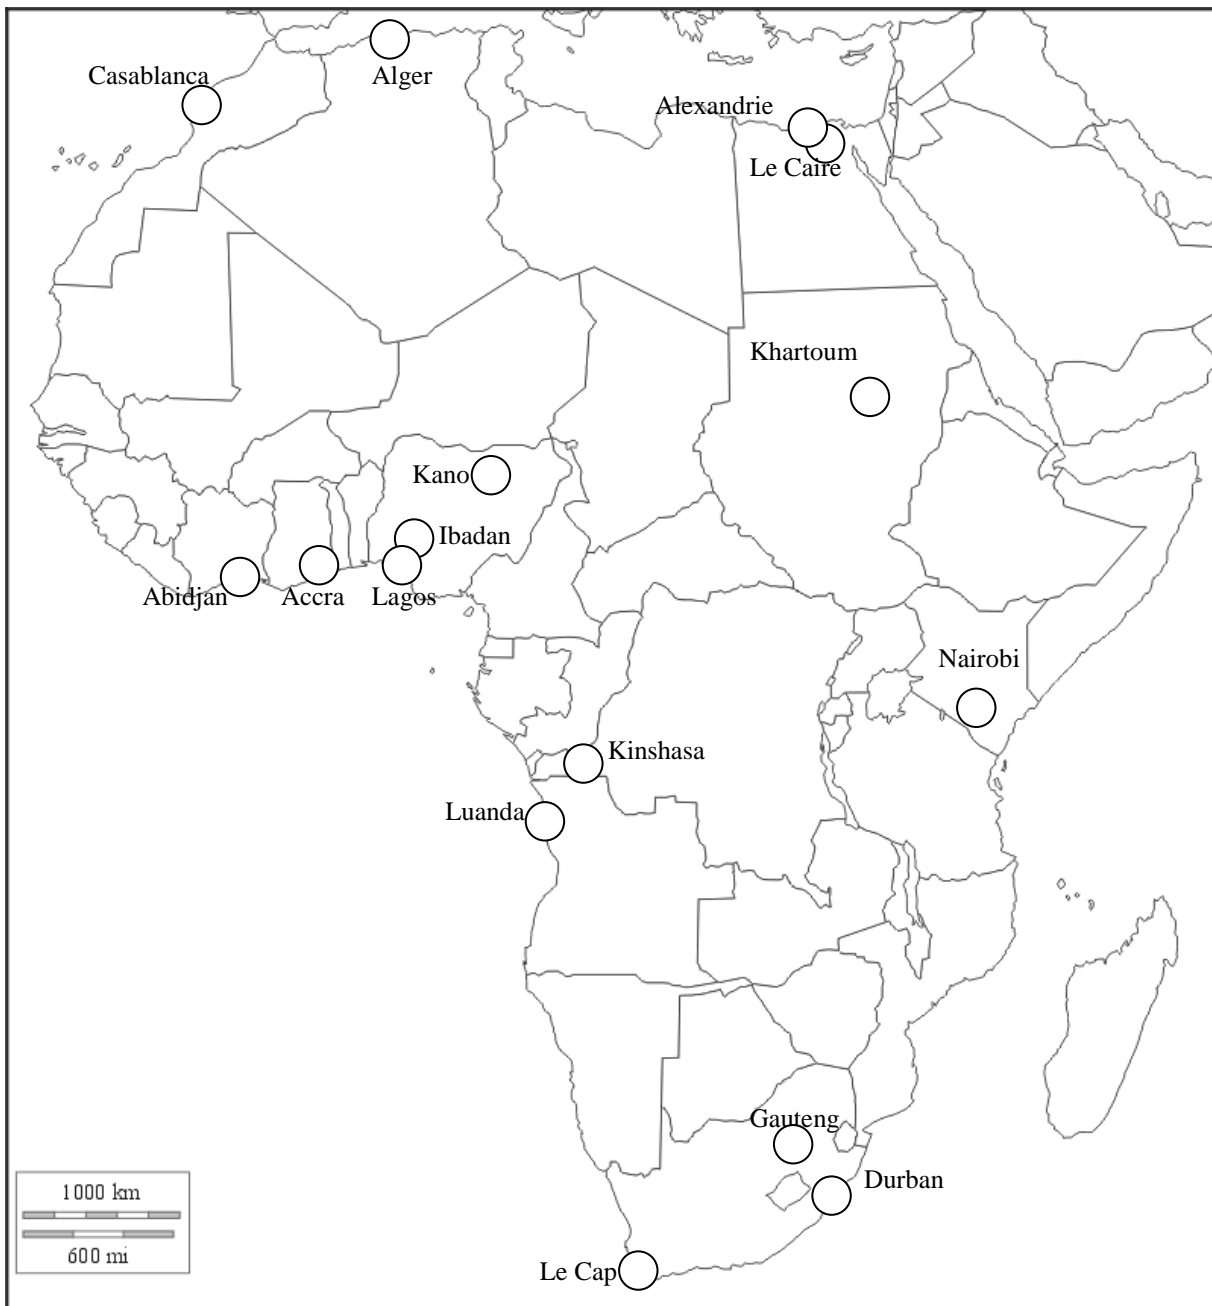 Casablanca
Alger
Alexandrie
Le Caire
Khartoum
Kano
Ibadan
Abidjan
Accra
Lagos
Nairobi
Kinshasa
Luanda
Gauteng
Durban
1000 km
600 mi
Le Cap